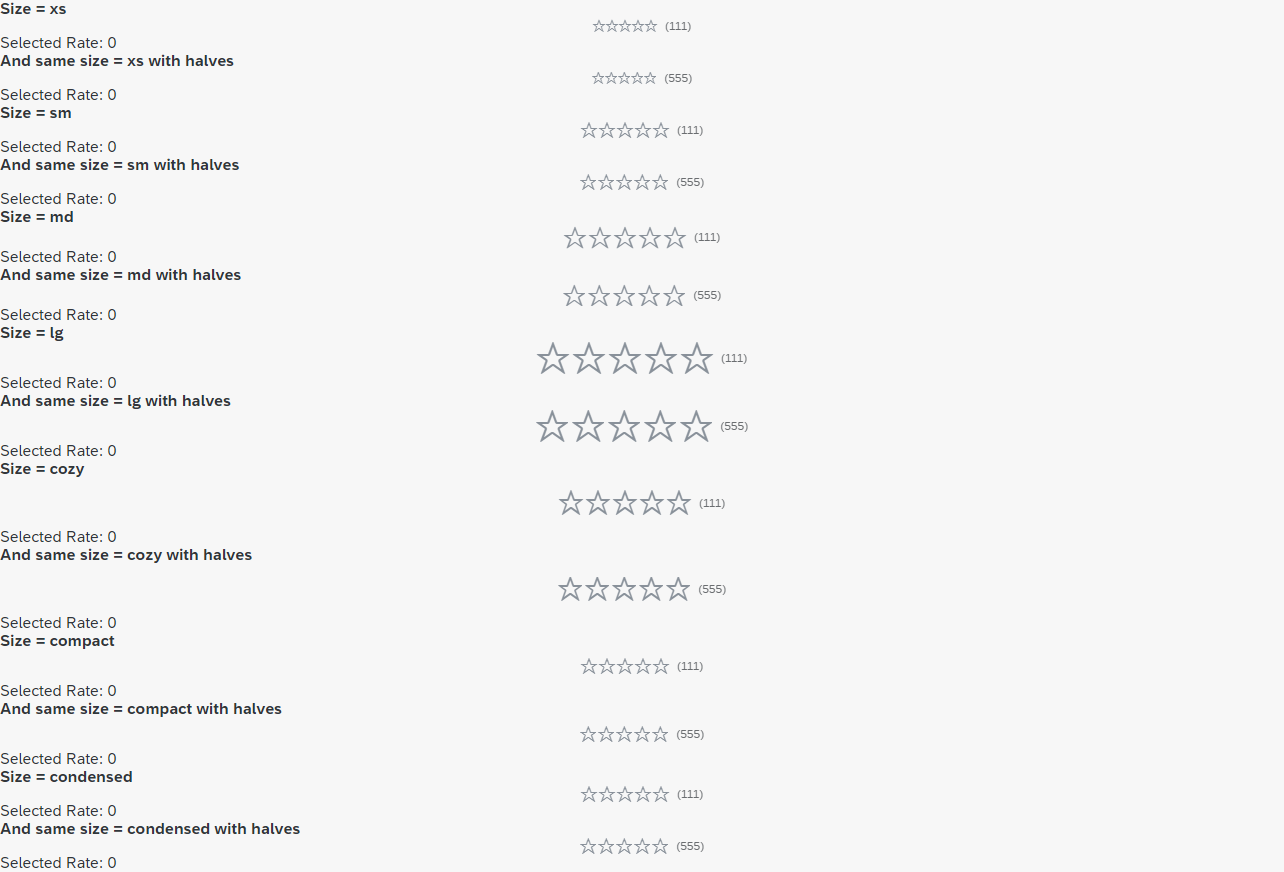 Size = xs
(111)
Selected Rate: 0
And same size = xs with halves
(555)
Selected Rate: 0
Size = sm
(111)
Selected Rate: 0
And same size = sm with halves
(555)
Selected Rate: 0
Size = md
(111)
Selected Rate: 0
And same size = md with halves
(555)
Selected Rate: 0
Size = lg
(111)
Selected Rate: 0
And same size = lg with halves
(555)
Selected Rate: 0
Size = cozy
(111)
Selected Rate: 0
And same size = cozy with halves
(555)
Selected Rate: 0
Size = compact
(111)
Selected Rate: 0
And same size = compact with halves
(555)
Selected Rate: 0
Size = condensed
(111)
Selected Rate: 0
And same size = condensed with halves
(555)
Selected Rate: 0